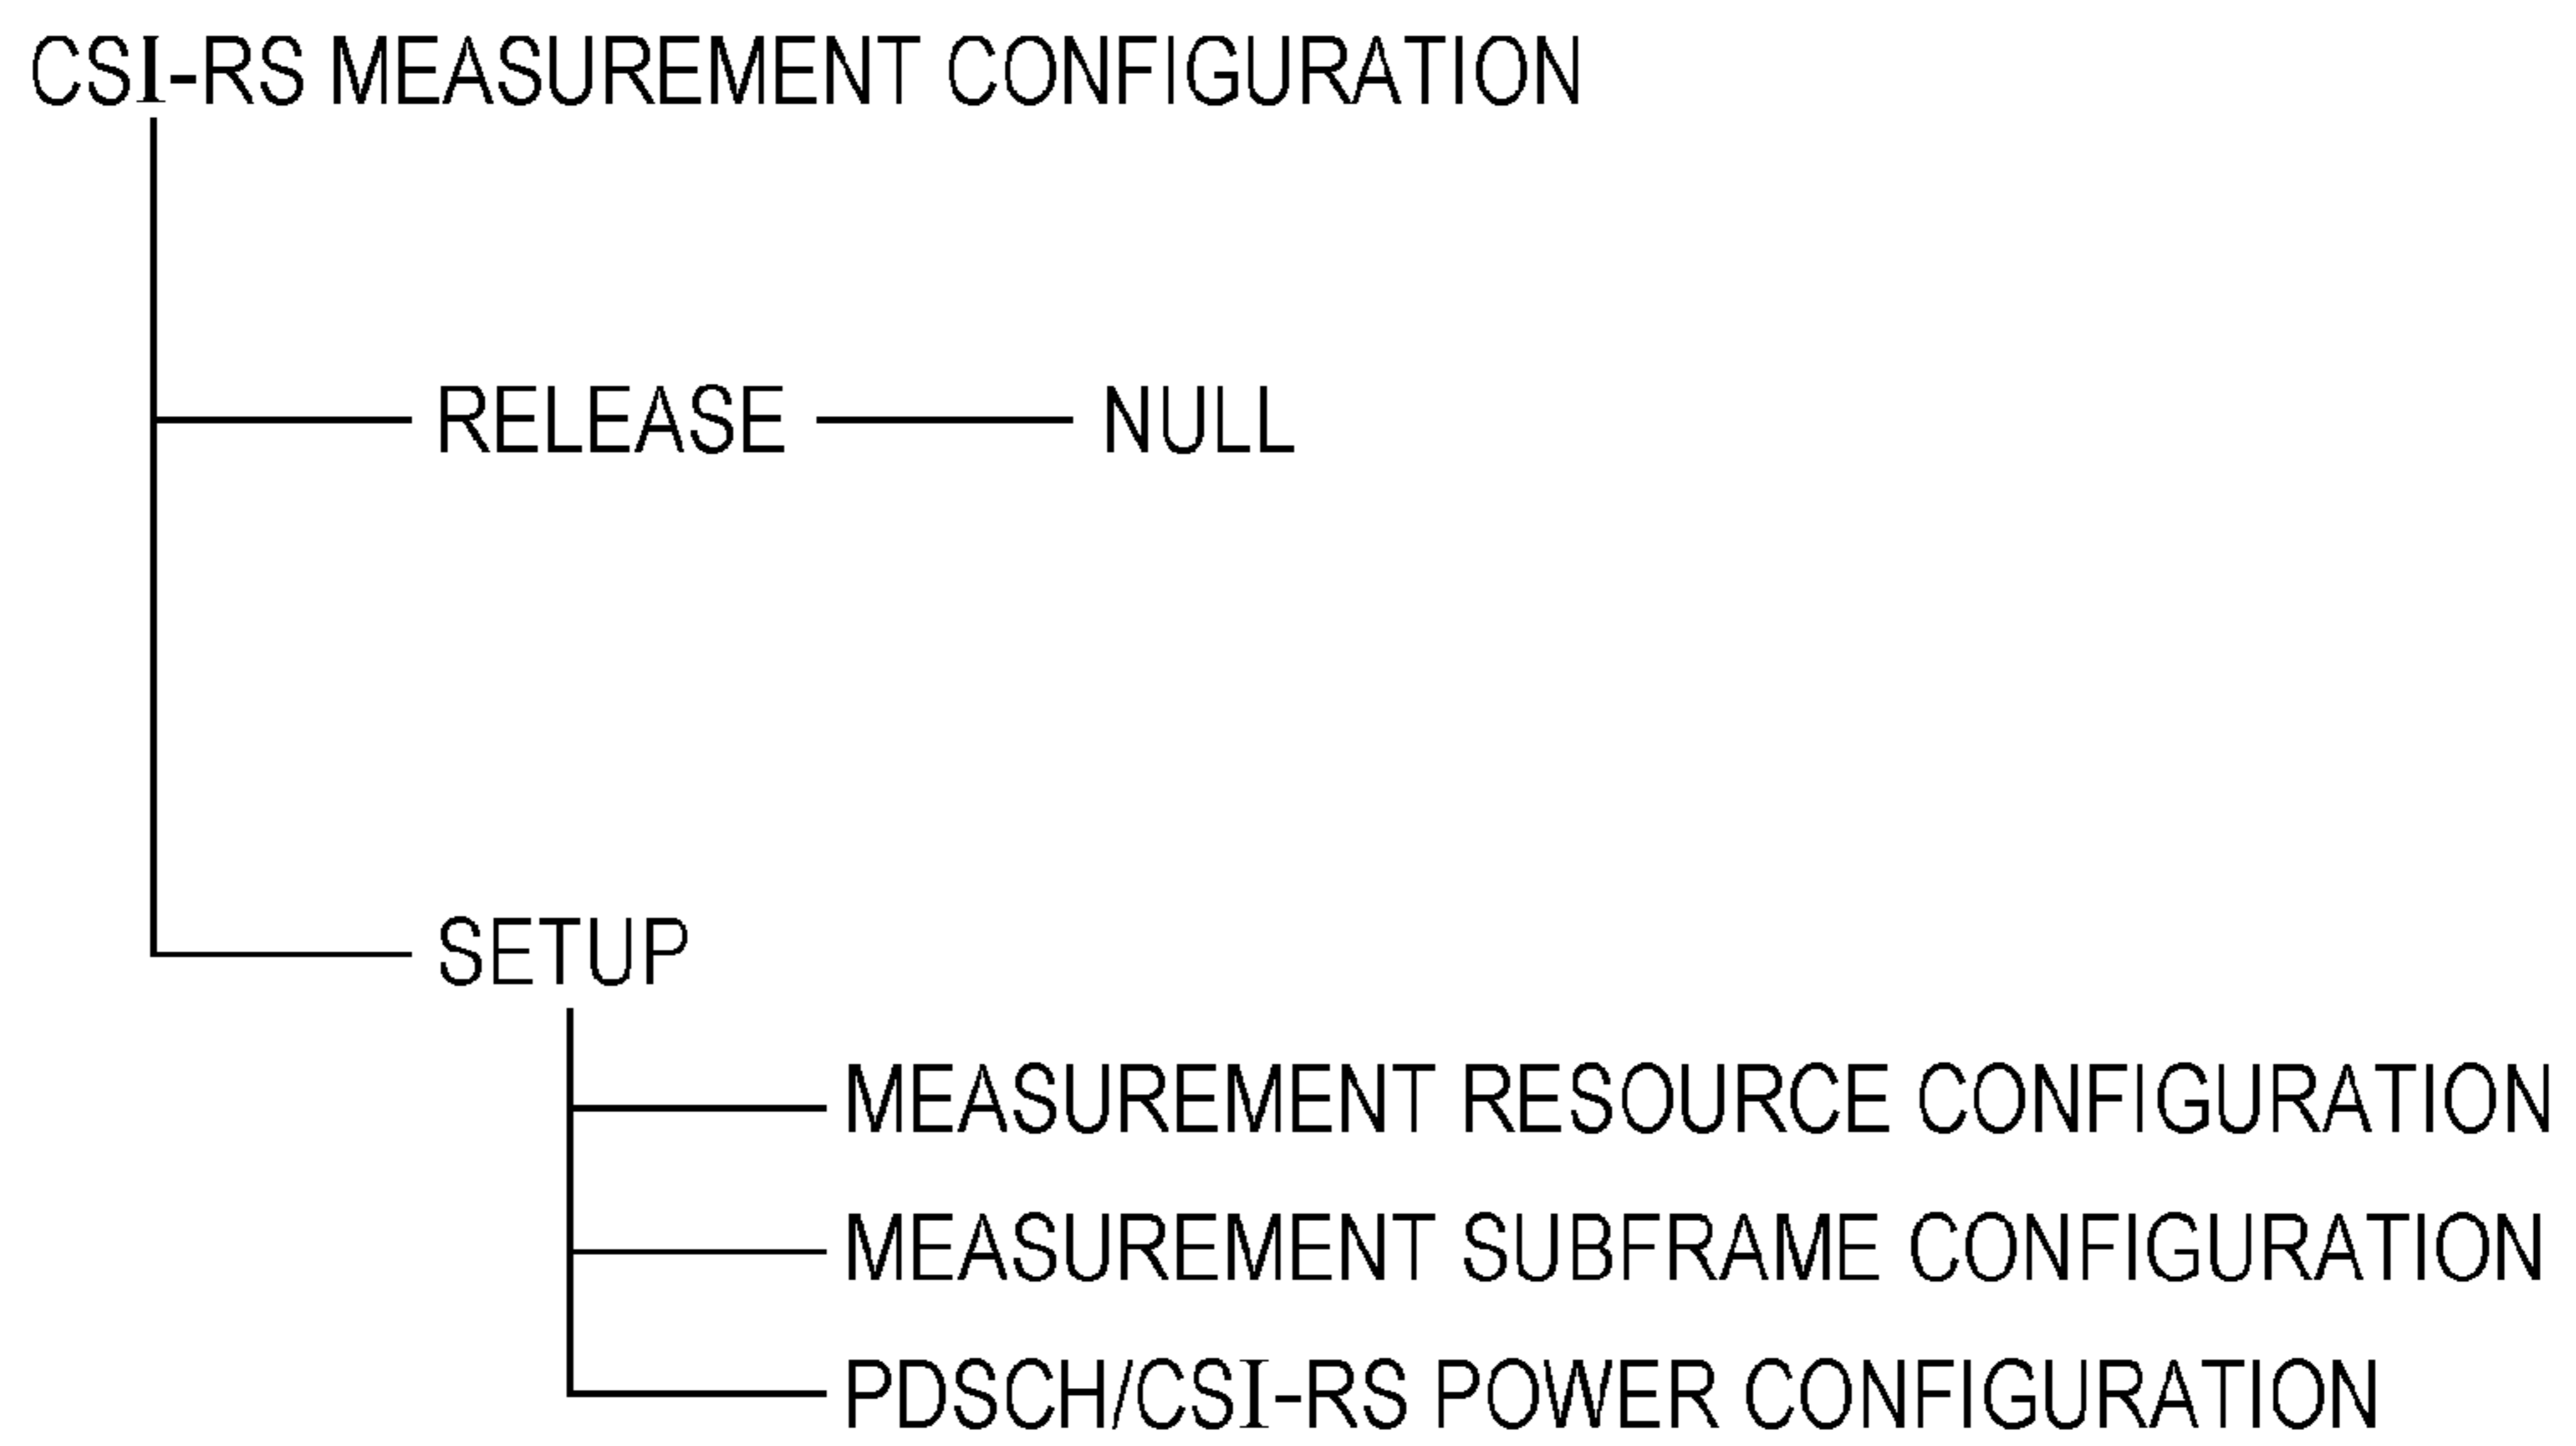 CSI-RS MEASUREMENT CONFIGURATION
RELEASE NULL
SETUP
MEASUREMENT RESOURCE CONFIGURATION
MEASUREMENT SUBFRAME CONFIGURATION
PDSCH/CSI-RS POWER CONFIGURATION